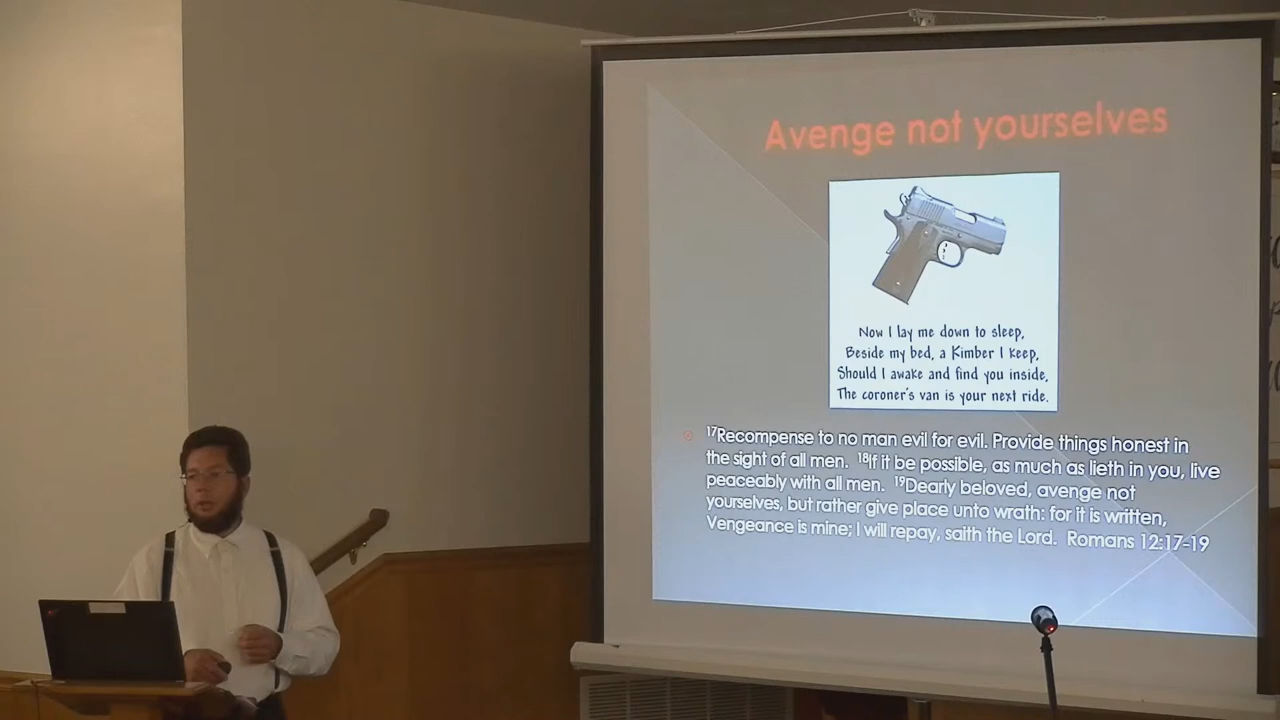 Avenge not yourselves
Now I lay me down to sleep,
Beside my bed, a Kimber I keep,
Should I awake and find you inside,
The coroner's van is your next ride.
17Recompense to no man evil for evil. Provide things honest in
the sight of all men. 18If it be possible, as much as lieth in you, live
peaceably with all men. 19Dearly beloved, avenge not
yourselves, but rather give place unto wrath: for it is written,
Vengeance is mine; I will repay, saith the Lord. Romans 12:17-19